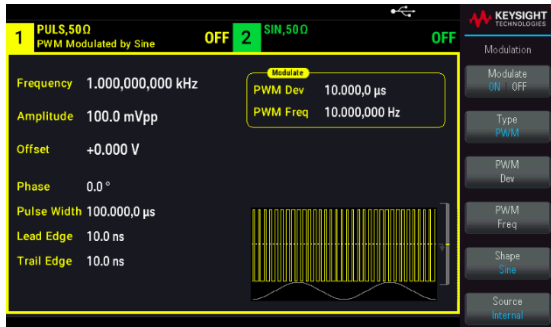 1 PULS,50Ω
PWM Modulated by Sine OFF
2 SIN,50Ω OFF
KEYSIGHT
TECHNOLOGIES
Frequency 1.000,000,000 kHz
Amplitude 100.0 mVpp
Offset +0.000 V
Phase 0.0 °
Pulse Width 100.000,0 µs
Lead Edge 10.0 ns
Trail Edge 10.0 ns
Modulate
PWM Dev 10.000,0 µs
PWM Freq 10.000,000 Hz
Modulation
Modulate
ON | OFF
Type
PWM
PWM
Dev
PWM
Freq
Shape
Sine
Source
Internal